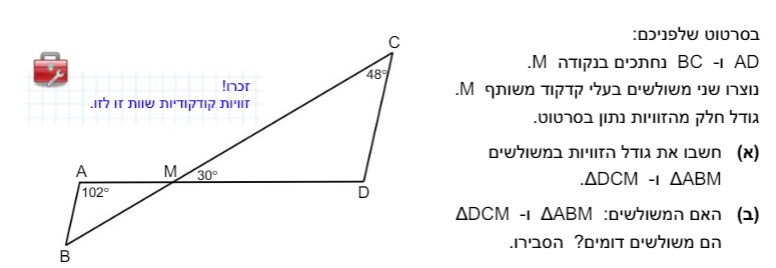 בסרטוט שלפניכם:
AD ו- BC נחתכים בנקודה M.
נוצרו שני משולשים בעלי קדקוד משותף M.
גודל חלק מהזוויות נתון בסרטוט.
(א) חשבו את גודל הזוויות במשולשים
ΔABM ו- ΔDCM.
(ב) האם המשולשים: ΔABM ו- ΔDCM
הם משולשים דומים? הסבירו.
זכרו!
זוויות קודקודיות שוות זו לזו.
C
48°
A
M
30°
102°
D
B